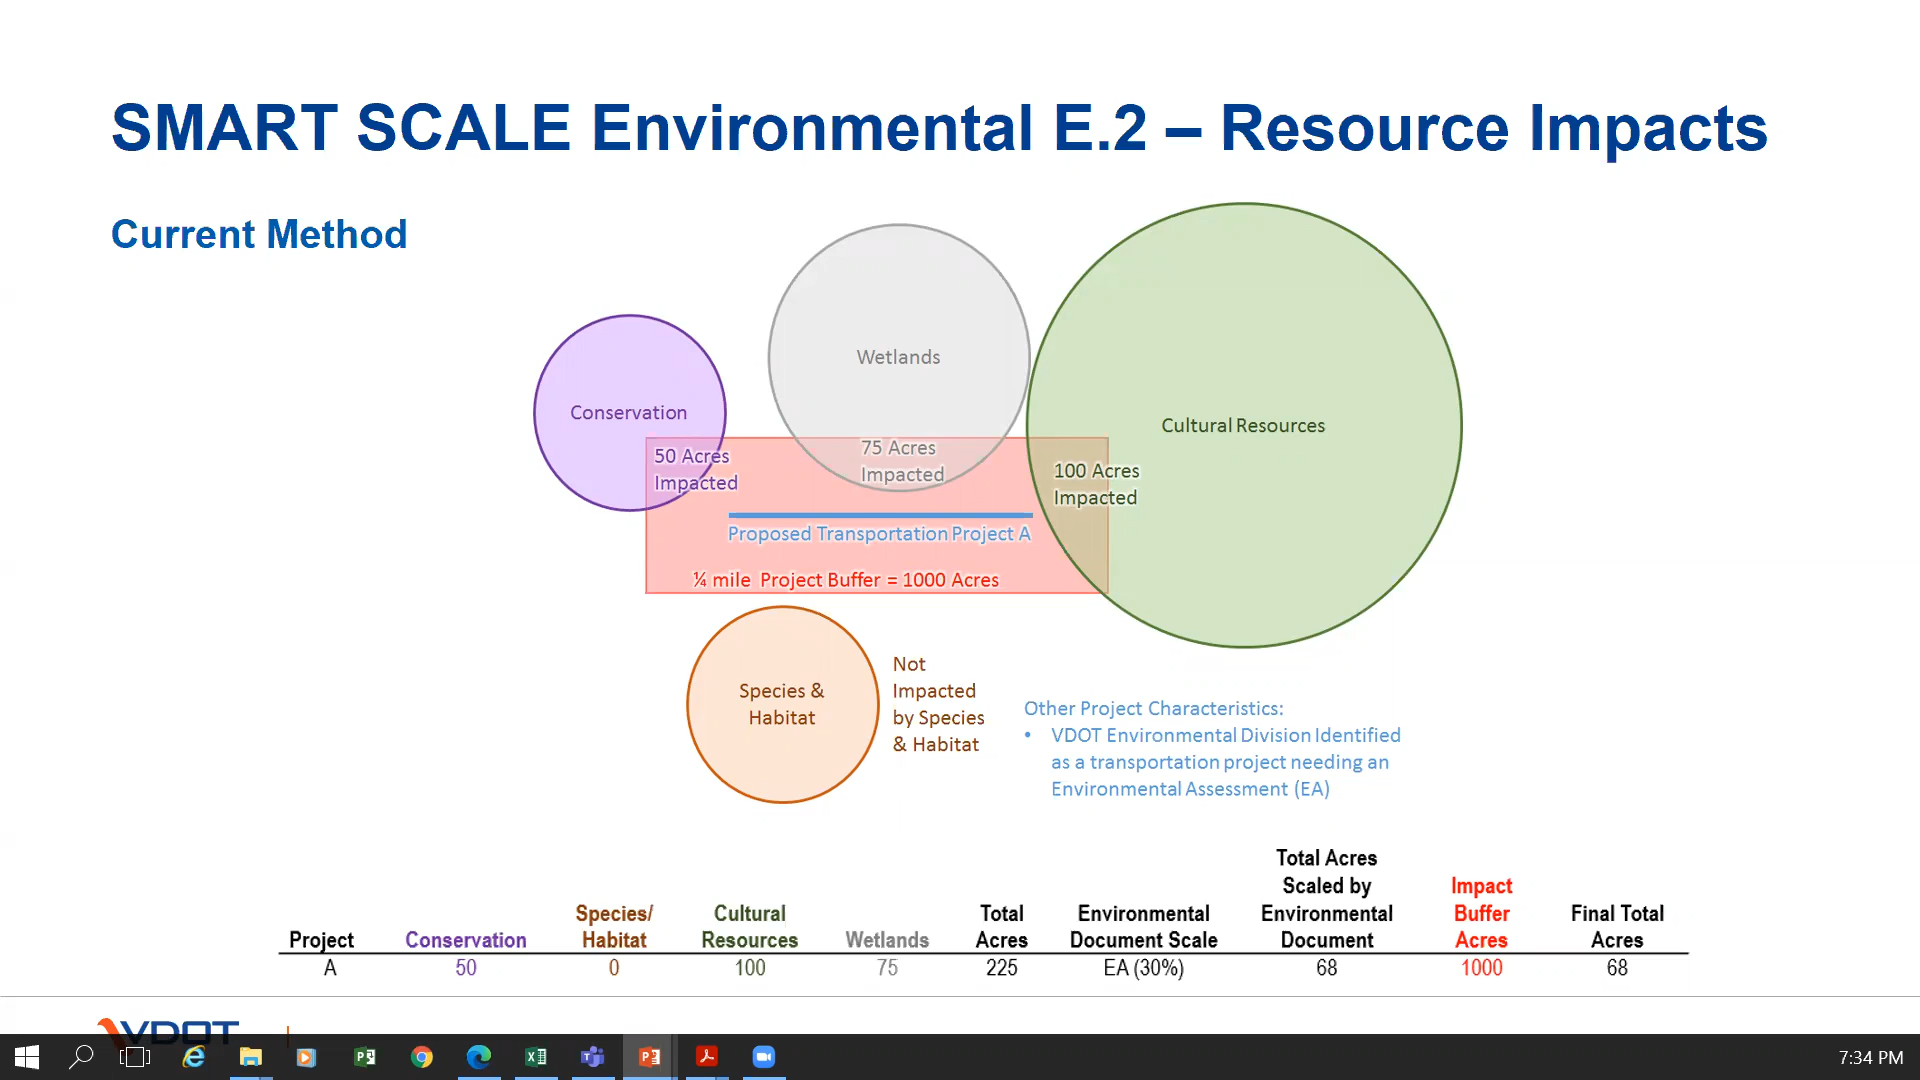 SMART SCALE Environmental E.2 – Resource Impacts
Current Method
Wetlands
Conservation
Cultural Resources
50 Acres
Impacted
75 Acres
Impacted
100 Acres
Impacted
Proposed Transportation Project A
¼ mile Project Buffer = 1000 Acres
Species &
Habitat
Not
Impacted
by Species
& Habitat
Other Project Characteristics:
• VDOT Environmental Division Identified
as a transportation project needing an
Environmental Assessment (EA)
Project Conservation Species/ Habitat Cultural Resources Wetlands Total Acres Environmental Document Scale Total Acres Scaled by Environmental Document Impact Buffer Acres Final Total Acres
A 50 0 100 75 225 EA (30%) 68 1000 68
VDOT
7:34 PM